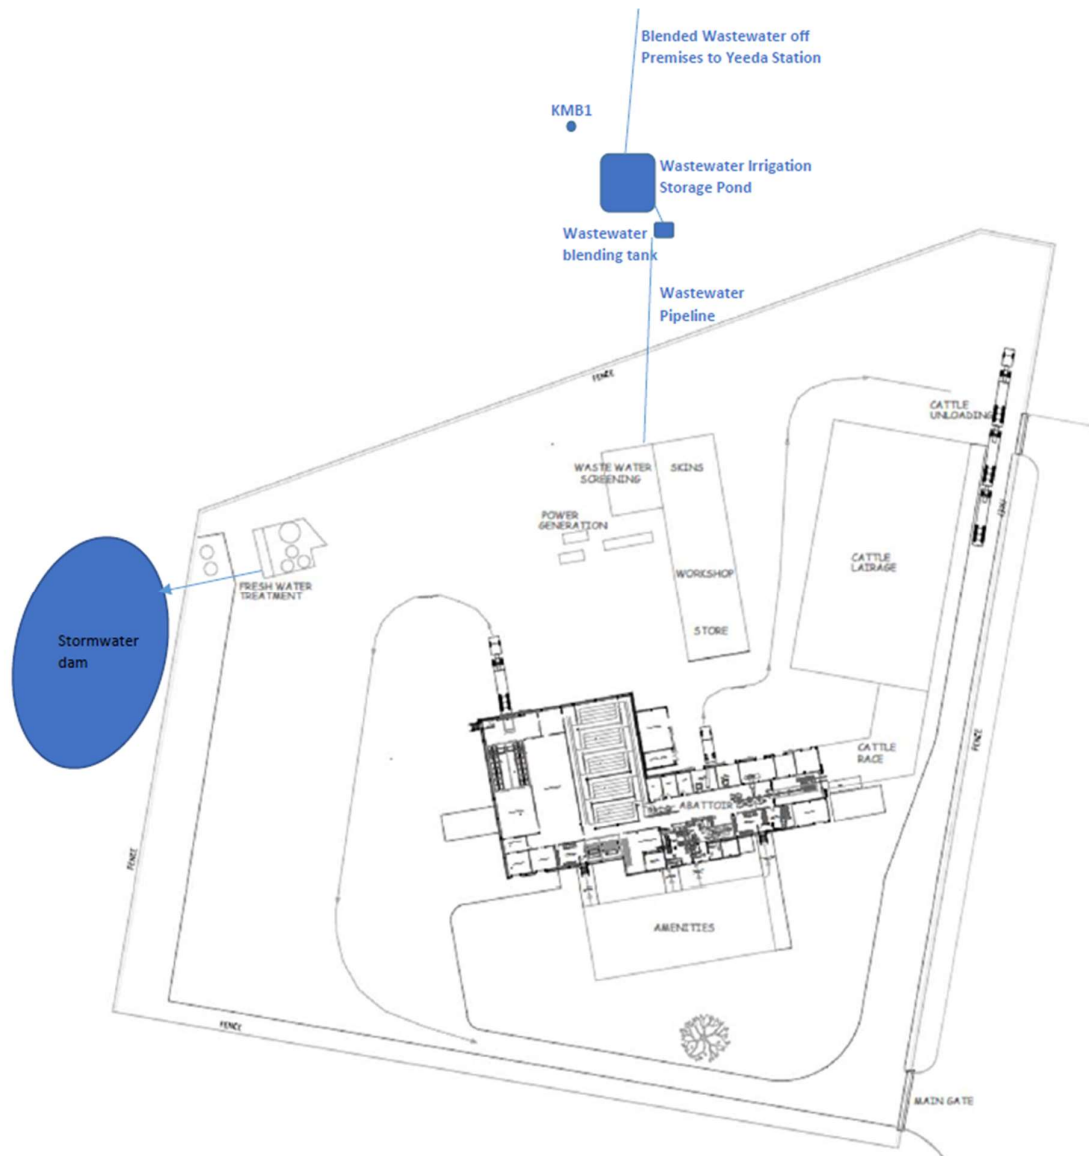 Blended Wastewater off
Premises to Yeeda Station
KMB1
Wastewater Irrigation
Storage Pond
Wastewater
blending tank
Wastewater
Pipeline
FENCE
CATTLE
UNLOADING
WASTE WATER
SCREENING
SKINS
POWER
GENERATION
CATTLE
LAIRAGE
FRESH WATER
TREATMENT
WORKSHOP
STORE
Stormwater
dam
FENCE
CATTLE
RACE
ABATTOIR
FENCE
AMENITIES
FENCE
MAIN GATE